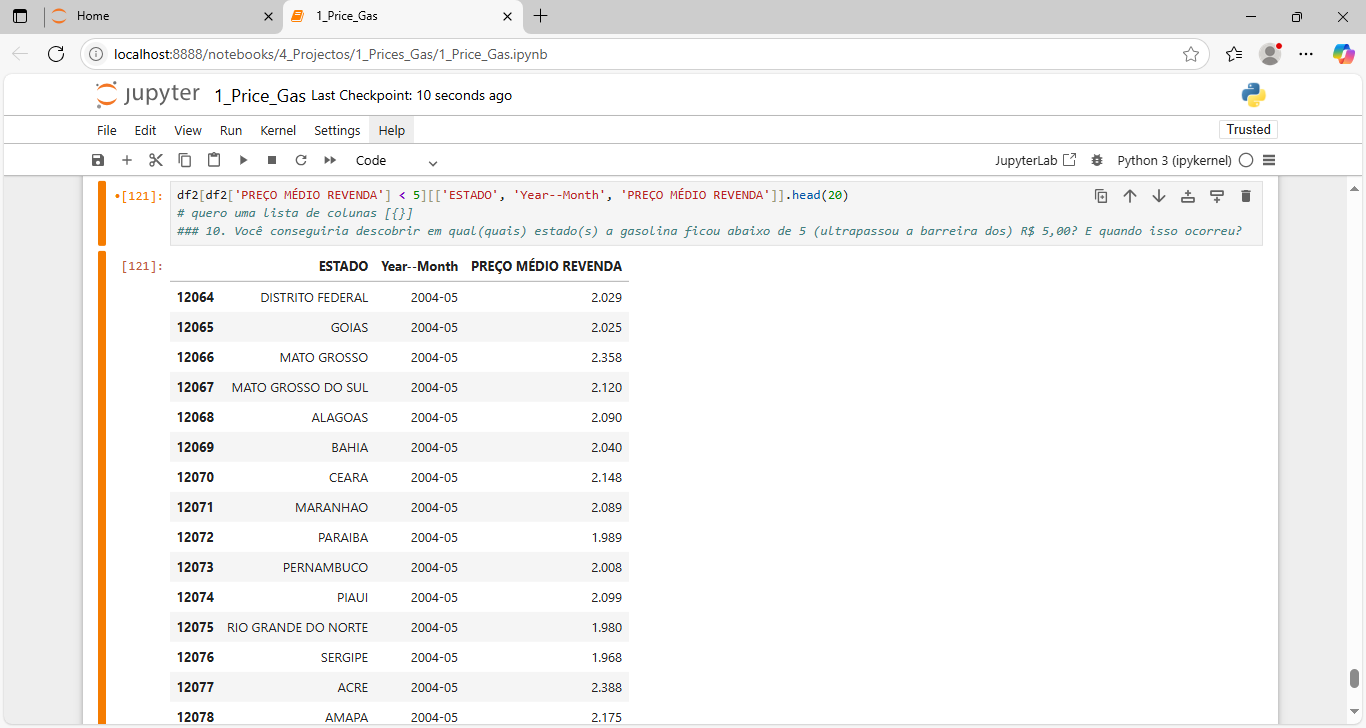 Home
1_Price_Gas
localhost:8888/notebooks/4_Projectos/1_Prices_Gas/1_Price_Gas.ipynb
jupyter 1_Price_Gas Last Checkpoint: 10 seconds ago
File Edit View Run Kernel Settings Help Trusted
Code JupyterLab Python 3 (ipykernel)
•[121]: df2[df2['PREÇO MÉDIO REVENDA'] < 5][['ESTADO', 'Year--Month', 'PREÇO MÉDIO REVENDA']].head(20)
# quero uma lista de colunas [{}]
### 10. Você conseguiria descobrir em qual(quais) estado(s) a gasolina ficou abaixo de 5 (ultrapassou a barreira dos) R$ 5,00? E quando isso ocorreu?
[121]: ESTADO Year--Month PREÇO MÉDIO REVENDA
12064 DISTRITO FEDERAL 2004-05 2.029
12065 GOIAS 2004-05 2.025
12066 MATO GROSSO 2004-05 2.358
12067 MATO GROSSO DO SUL 2004-05 2.120
12068 ALAGOAS 2004-05 2.090
12069 BAHIA 2004-05 2.040
12070 CEARA 2004-05 2.148
12071 MARANHAO 2004-05 2.089
12072 PARAIBA 2004-05 1.989
12073 PERNAMBUCO 2004-05 2.008
12074 PIAUI 2004-05 2.099
12075 RIO GRANDE DO NORTE 2004-05 1.980
12076 SERGIPE 2004-05 1.968
12077 ACRE 2004-05 2.388
12078 AMAPA 2004-05 2.175